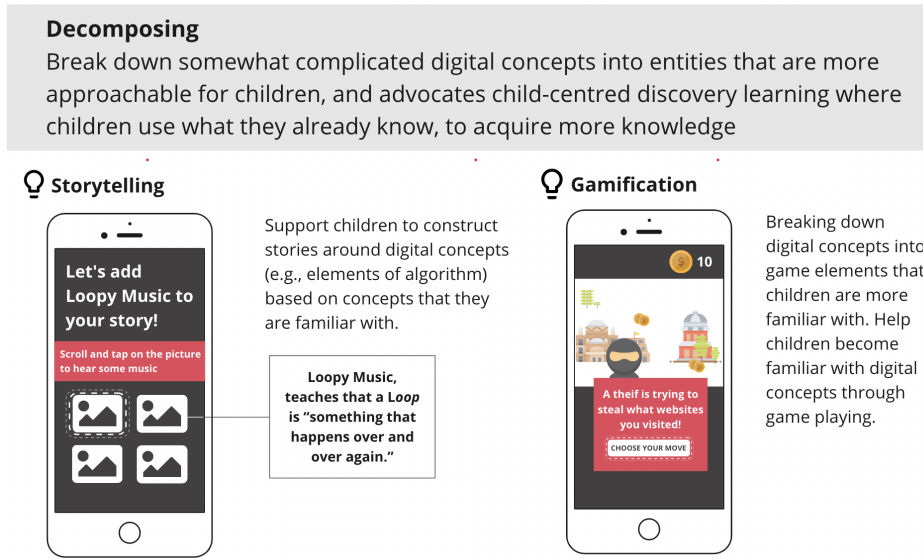 Decomposing
Break down somewhat complicated digital concepts into entities that are more
approachable for children, and advocates child-centred discovery learning where
children use what they already know, to acquire more knowledge
Storytelling
Let's add
Loopy Music to
your story!
Scroll and tap on the picture
to hear some music
Support children to construct
stories around digital concepts
(e.g., elements of algorithm)
based on concepts that they
are familiar with.
Loopy Music,
teaches that a Loop
is “something that
happens over and
over again.”
Gamification
$ 10
A theif is trying to
steal what websites
you visited!
CHOOSE YOUR MOVE
Breaking down
digital concepts into
game elements that
children are more
familiar with. Help
children become
familiar with digital
concepts through
game playing.